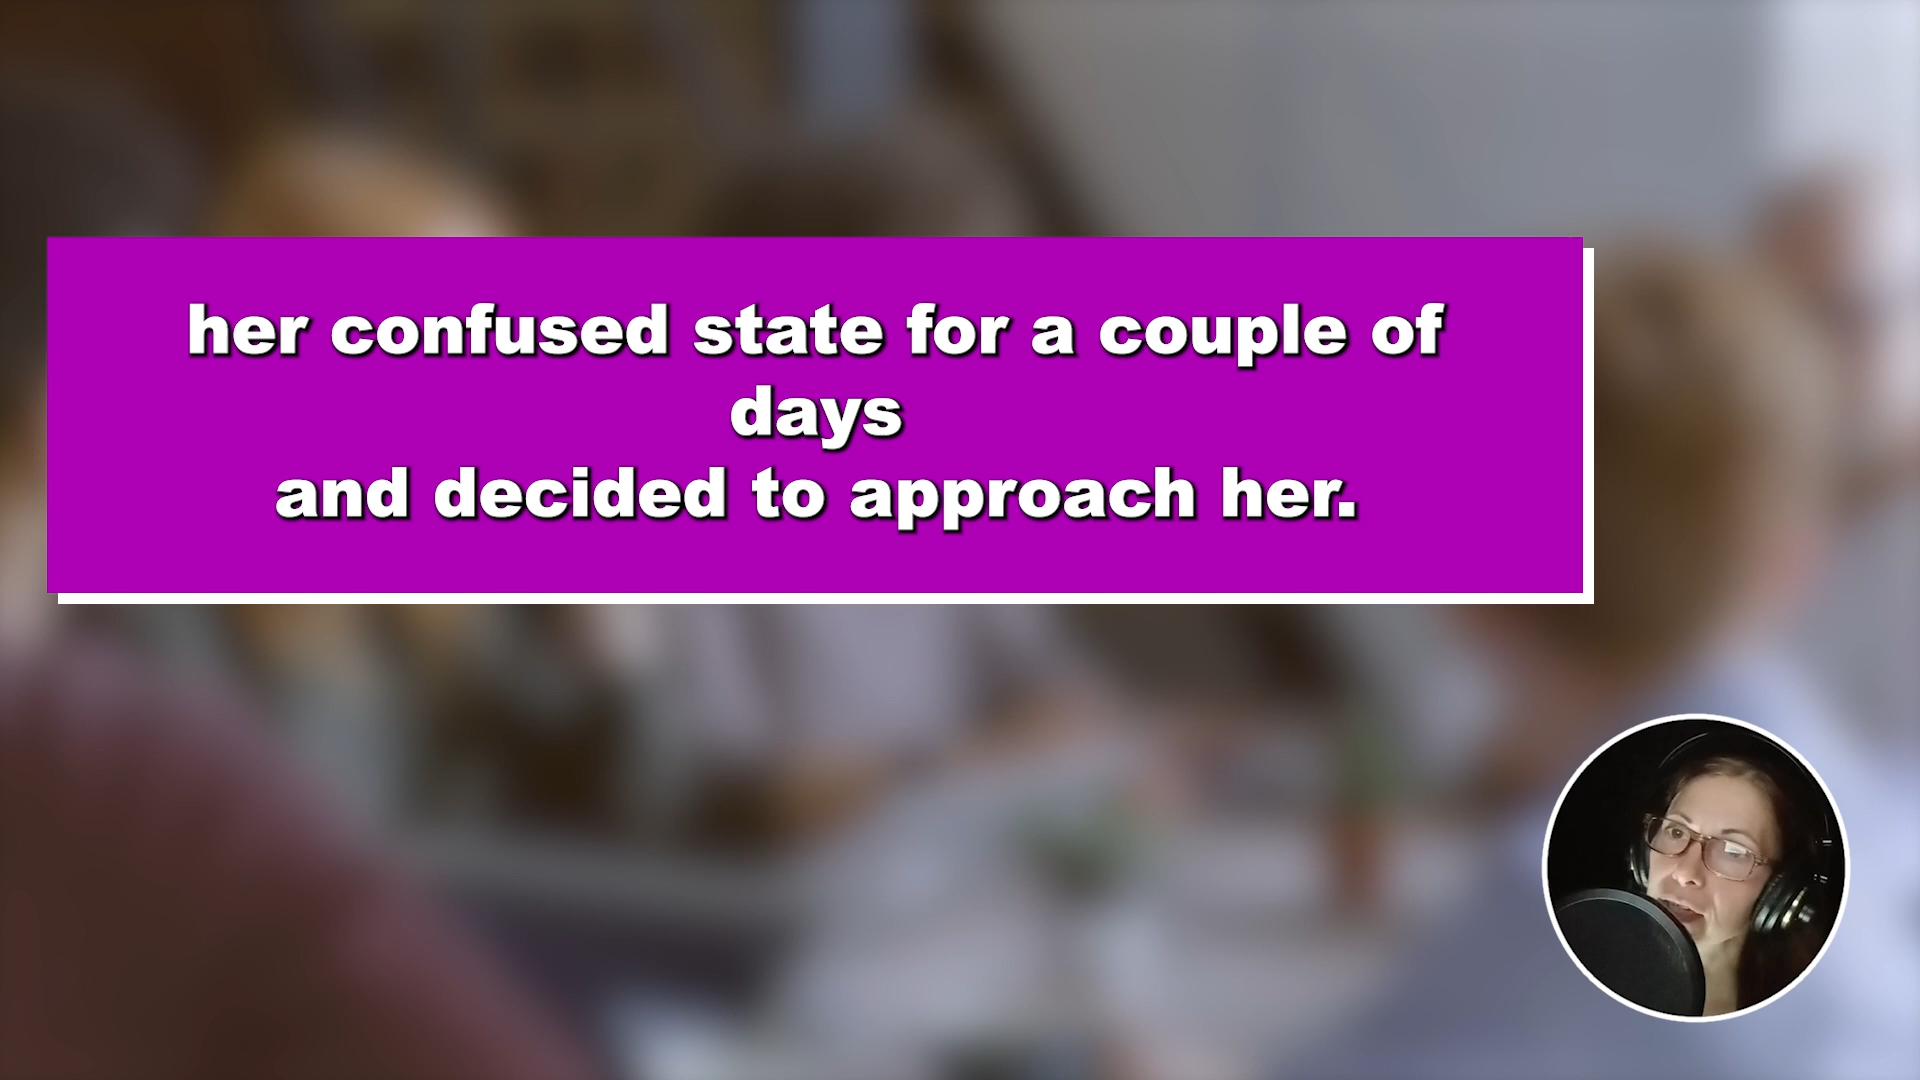 her confused state for a couple of
days
and decided to approach her.